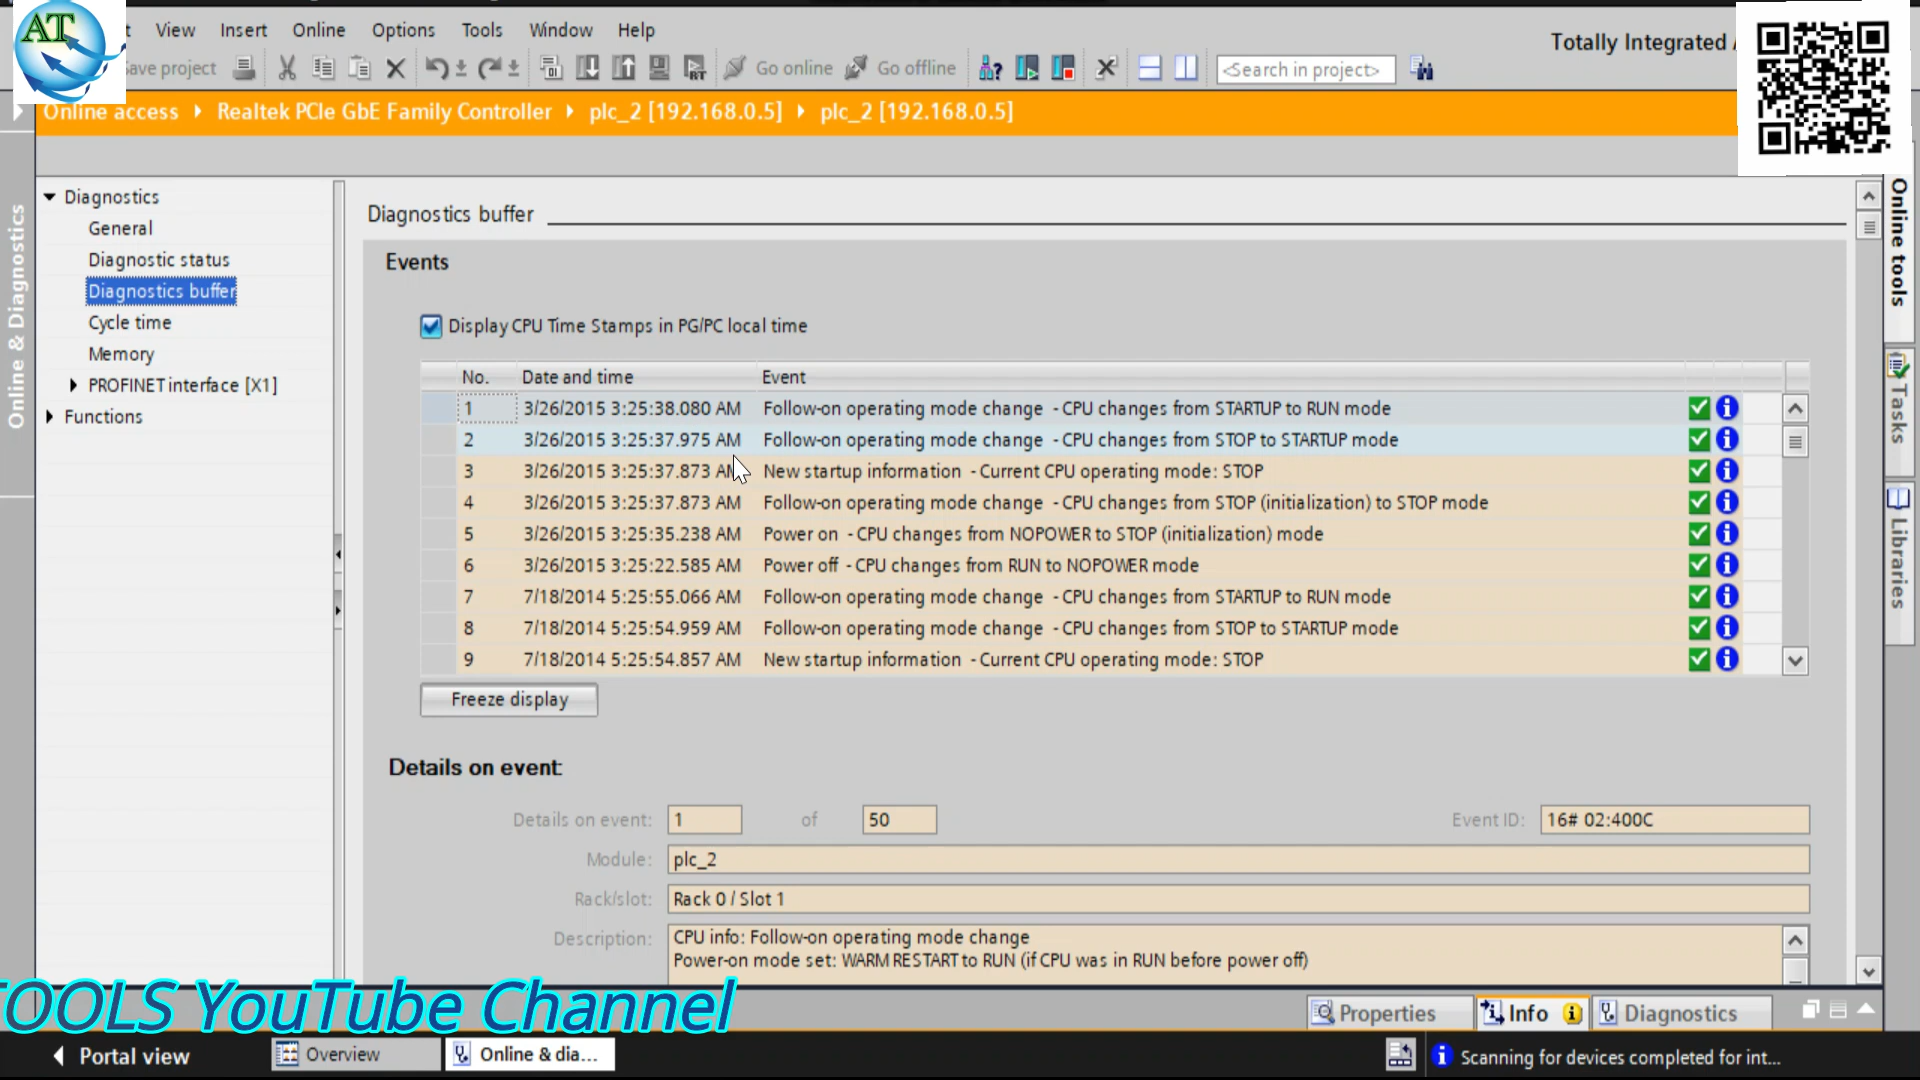 AT
View Insert Online Options Tools Window Help
Save project Go online Go offline <Search in project>
Totally Integrated A
Online access Realtek PCIe GbE Family Controller plc_2 [192.168.0.5] plc_2 [192.168.0.5]
Online & Diagnostics
Diagnostics
General
Diagnostic status
Diagnostics buffer
Cycle time
Memory
PROFINET interface [X1]
Functions
Diagnostics buffer
Events
Display CPU Time Stamps in PG/PC local time
No. Date and time Event
1 3/26/2015 3:25:38.080 AM Follow-on operating mode change - CPU changes from STARTUP to RUN mode
2 3/26/2015 3:25:37.975 AM Follow-on operating mode change - CPU changes from STOP to STARTUP mode
3 3/26/2015 3:25:37.873 AM New startup information - Current CPU operating mode: STOP
4 3/26/2015 3:25:37.873 AM Follow-on operating mode change - CPU changes from STOP (initialization) to STOP mode
5 3/26/2015 3:25:35.238 AM Power on - CPU changes from NOPOWER to STOP (initialization) mode
6 3/26/2015 3:25:22.585 AM Power off - CPU changes from RUN to NOPOWER mode
7 7/18/2014 5:25:55.066 AM Follow-on operating mode change - CPU changes from STARTUP to RUN mode
8 7/18/2014 5:25:54.959 AM Follow-on operating mode change - CPU changes from STOP to STARTUP mode
9 7/18/2014 5:25:54.857 AM New startup information - Current CPU operating mode: STOP
Freeze display
Details on event:
Details on event: 1 of 50 Event ID: 16# 02:400C
Module: plc_2
Rack/slot: Rack 0 / Slot 1
Description: CPU info: Follow-on operating mode change
Power-on mode set: WARM RESTART to RUN (if CPU was in RUN before power off)
Online tools
Tasks
Libraries
TOOLS YouTube Channel
Properties Info Diagnostics
Portal view Overview Online & dia... Scanning for devices completed for int...